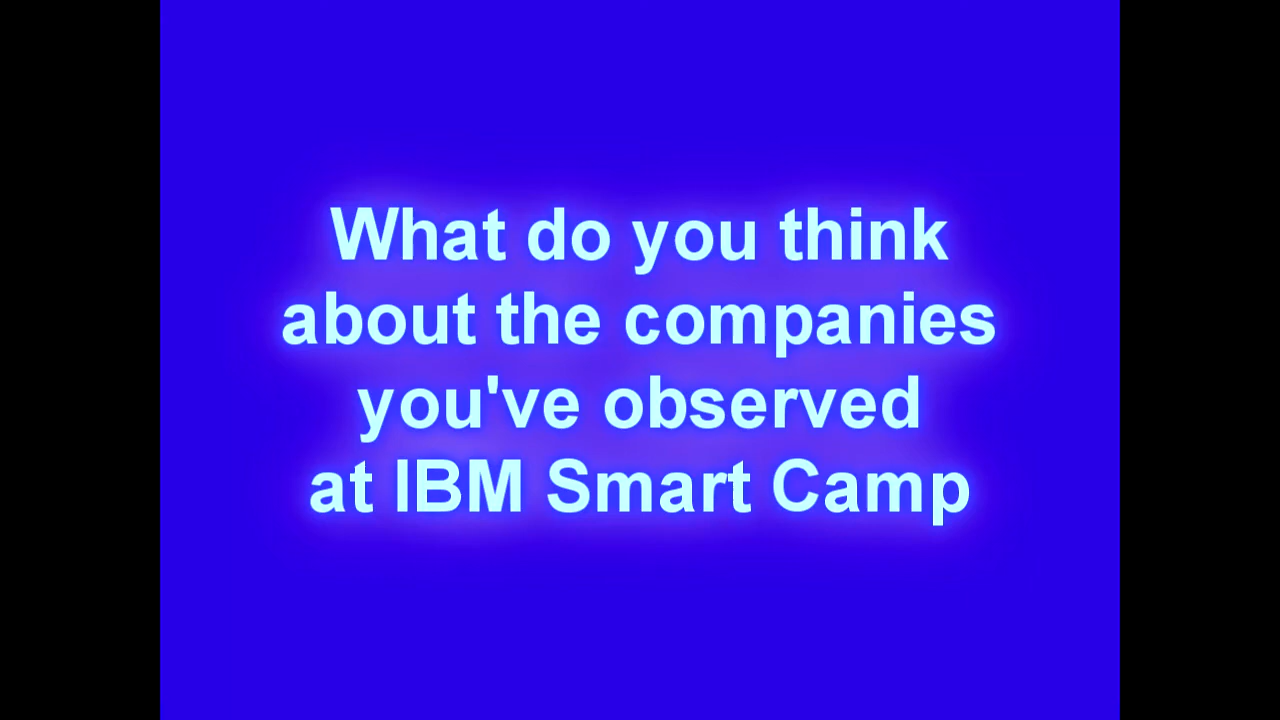 What do you think
about the companies
you've observed
at IBM Smart Camp